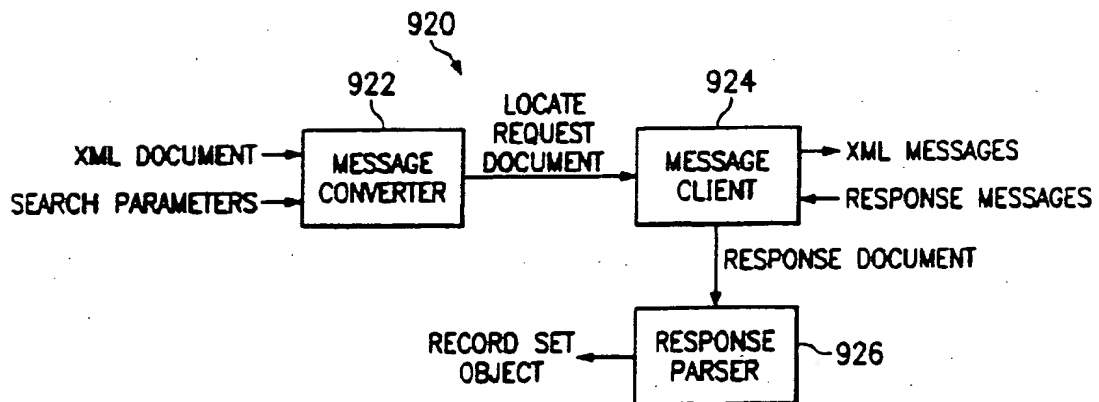 920
922
924
LOCATE
REQUEST
DOCUMENT
XML DOCUMENT
SEARCH PARAMETERS
MESSAGE
CONVERTER
MESSAGE
CLIENT
XML MESSAGES
RESPONSE MESSAGES
RESPONSE DOCUMENT
RECORD SET
OBJECT
RESPONSE
PARSER
926